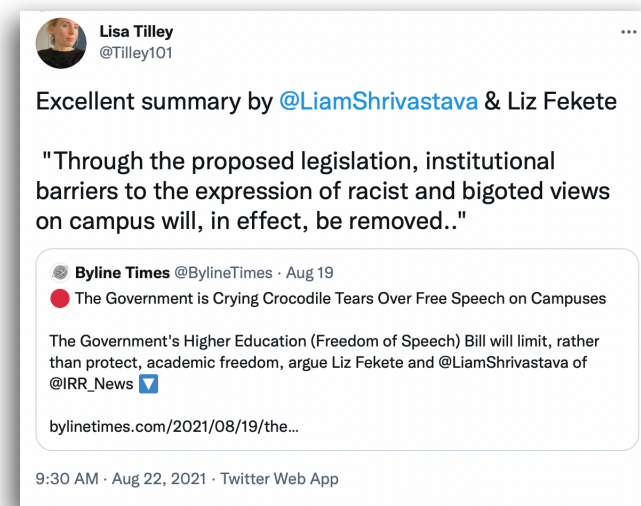 Lisa Tilley
@Tilley101
Excellent summary by @LiamShrivastava & Liz Fekete
"Through the proposed legislation, institutional
barriers to the expression of racist and bigoted views
on campus will, in effect, be removed.."
Byline Times @BylineTimes · Aug 19
The Government is Crying Crocodile Tears Over Free Speech on Campuses
The Government's Higher Education (Freedom of Speech) Bill will limit, rather
than protect, academic freedom, argue Liz Fekete and @LiamShrivastava of
@IRR_News
bylinetimes.com/2021/08/19/the…
9:30 AM · Aug 22, 2021 · Twitter Web App